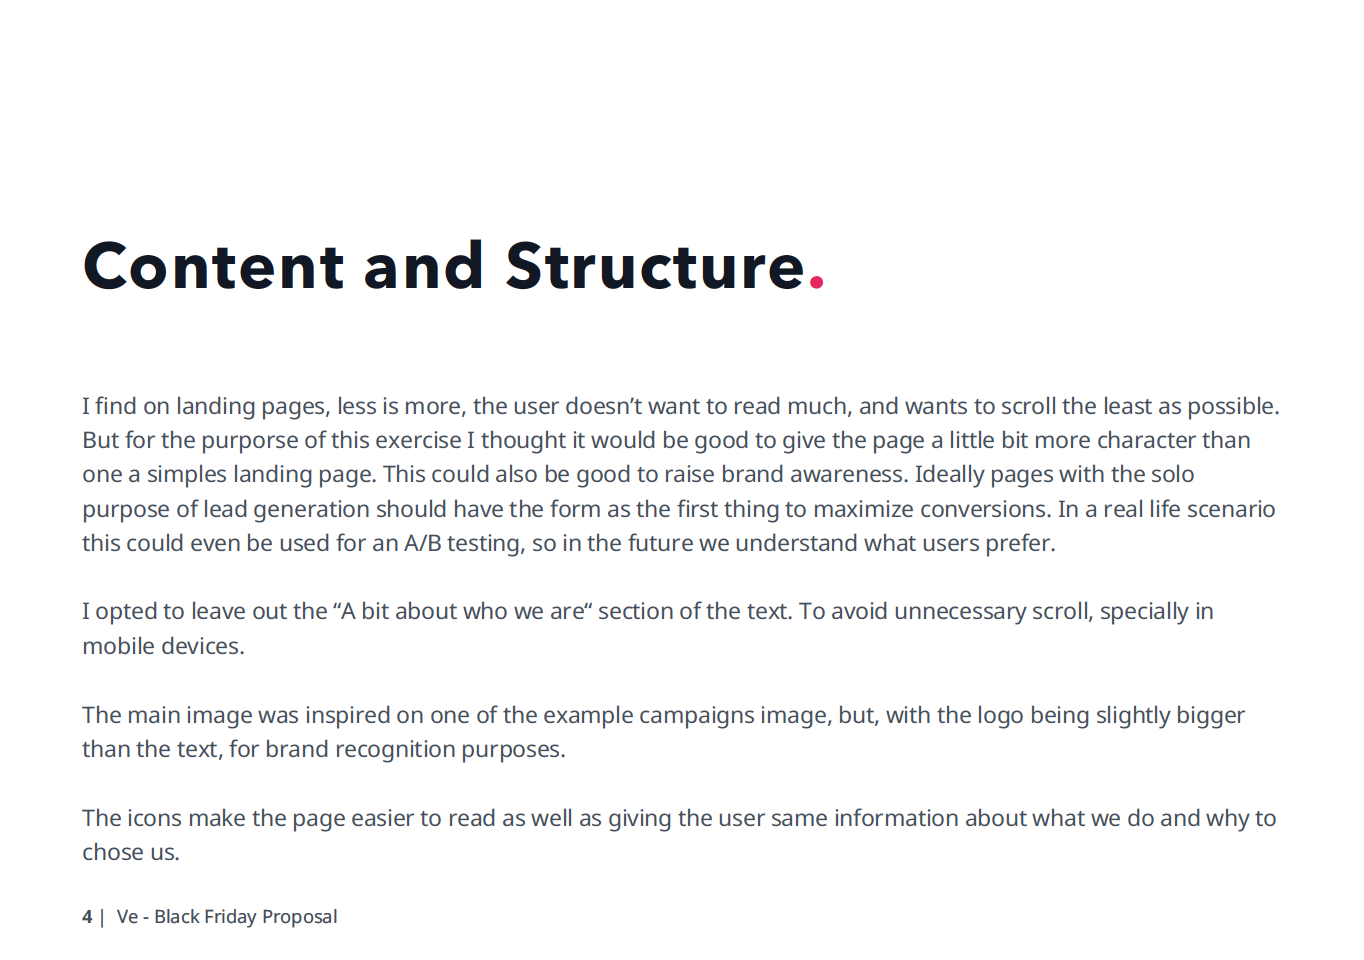 Content and Structure.
I find on landing pages, less is more, the user doesn’t want to read much, and wants to scroll the least as possible.
But for the purporse of this exercise I thought it would be good to give the page a little bit more character than
one a simples landing page. This could also be good to raise brand awareness. Ideally pages with the solo
purpose of lead generation should have the form as the first thing to maximize conversions. In a real life scenario
this could even be used for an A/B testing, so in the future we understand what users prefer.
I opted to leave out the “A bit about who we are“ section of the text. To avoid unnecessary scroll, specially in
mobile devices.
The main image was inspired on one of the example campaigns image, but, with the logo being slightly bigger
than the text, for brand recognition purposes.
The icons make the page easier to read as well as giving the user same information about what we do and why to
chose us.
4 | Ve - Black Friday Proposal